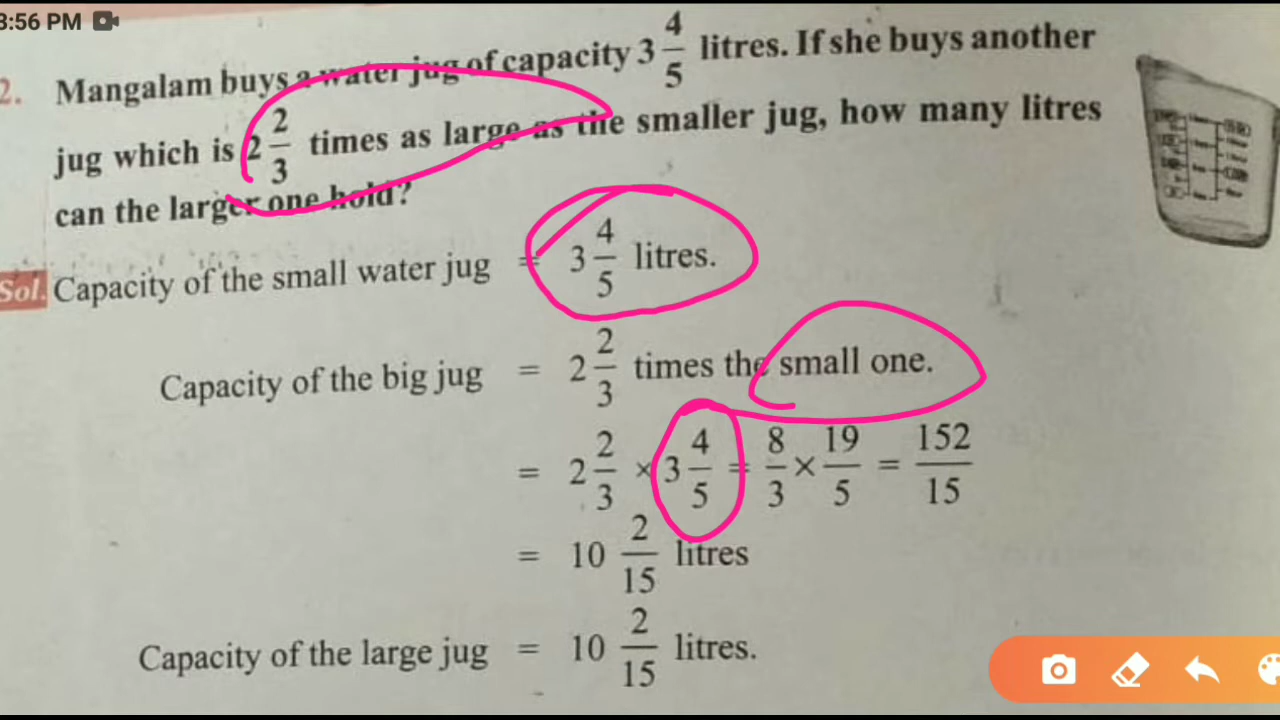 3:56 PM
2. Mangalam buys a water jug of capacity 3 4/5 litres. If she buys another
jug which is 2 2/3 times as large as the smaller jug, how many litres
can the larger one hold?
Sol. Capacity of the small water jug = 3 4/5 litres.
Capacity of the big jug = 2 2/3 times the small one.
= 2 2/3 × 3 4/5 = 8/3 × 19/5 = 152/15
= 10 2/15 litres
Capacity of the large jug = 10 2/15 litres.